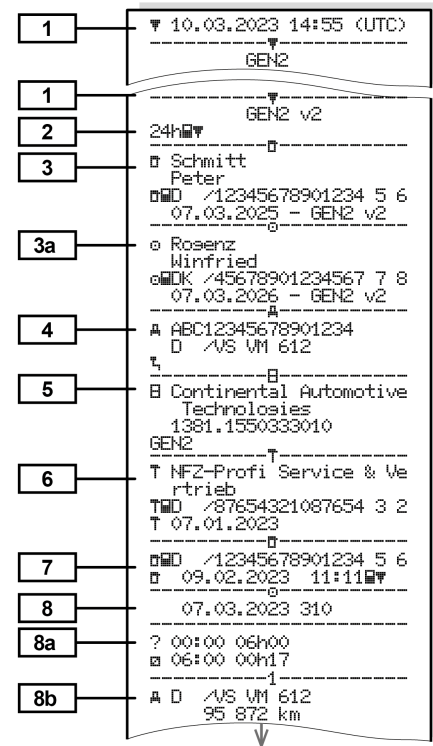 1
▼ 10.03.2023 14:55 (UTC)
GEN2
1
GEN2 v2
2
24h
3
Schmitt
Peter
D /12345678901234 5 6
07.03.2025 - GEN2 v2
3a
Rogenz
Winfried
DK /45678901234567 7 8
07.03.2026 - GEN2 v2
4
ABC12345678901234
D /VS VM 612
5
Continental Automotive
Technologies
1381.1550333010
GEN2
6
T NFZ-Profi Service & Ve
rtrieb
T D /87654321087654 3 2
T 07.01.2023
7
D /12345678901234 5 6
09.02.2023 11:11
8
07.03.2023 310
8a
? 00:00 06h00
06:00 00h17
1
8b
D /VS VM 612
95 872 km